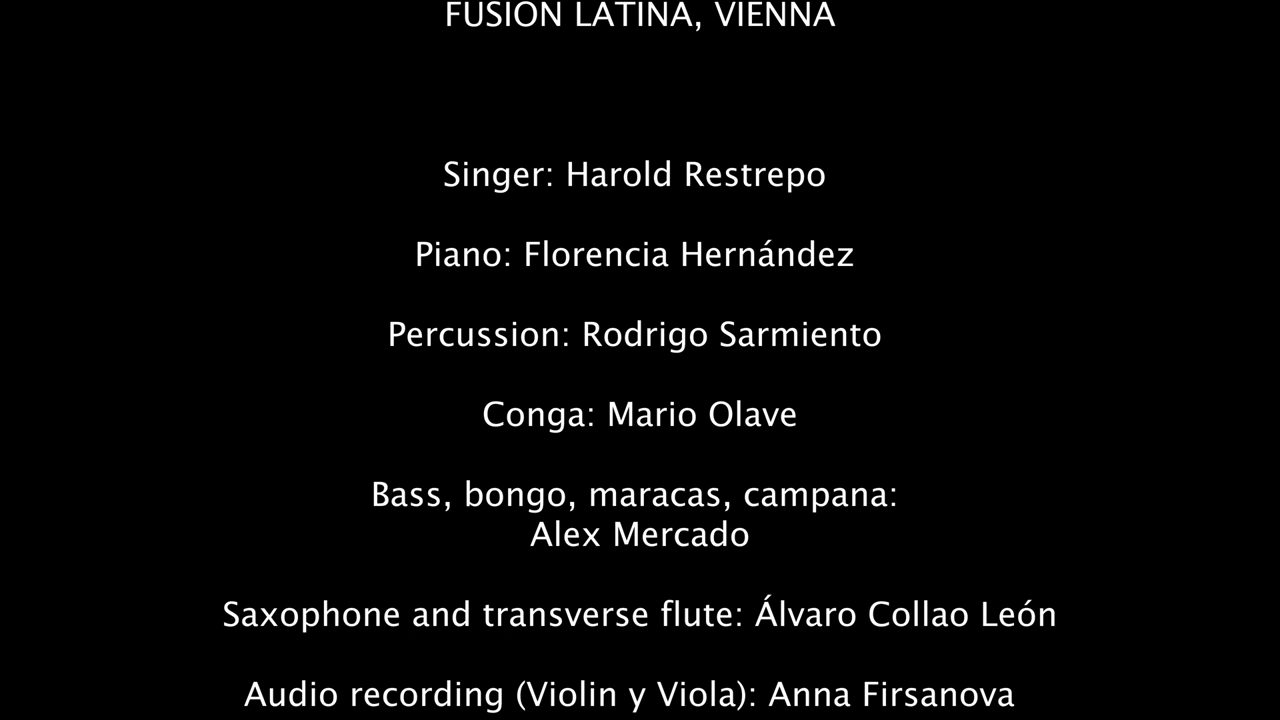 FUSION LATINA, VIENNA
Singer: Harold Restrepo
Piano: Florencia Hernández
Percussion: Rodrigo Sarmiento
Conga: Mario Olave
Bass, bongo, maracas, campana:
Alex Mercado
Saxophone and transverse flute: Álvaro Collao León
Audio recording (Violin y Viola): Anna Firsanova